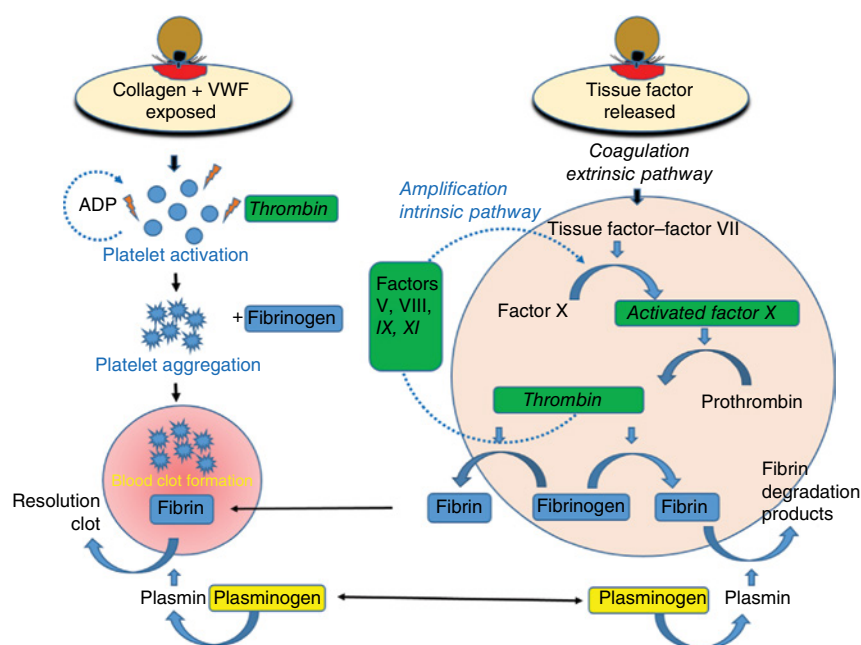 Collagen + VWF
exposed
ADP
Thrombin
Platelet activation
+ Fibrinogen
Platelet aggregation
Blood clot formation
Fibrin
Resolution
clot
Plasmin
Plasminogen
Tissue factor
released
Coagulation
extrinsic pathway
Amplification
intrinsic pathway
Tissue factor–factor VII
Factors
V, VIII,
IX, XI
Factor X
Activated factor X
Thrombin
Prothrombin
Fibrin
Fibrinogen
Fibrin
Fibrin
degradation
products
Plasminogen
Plasmin